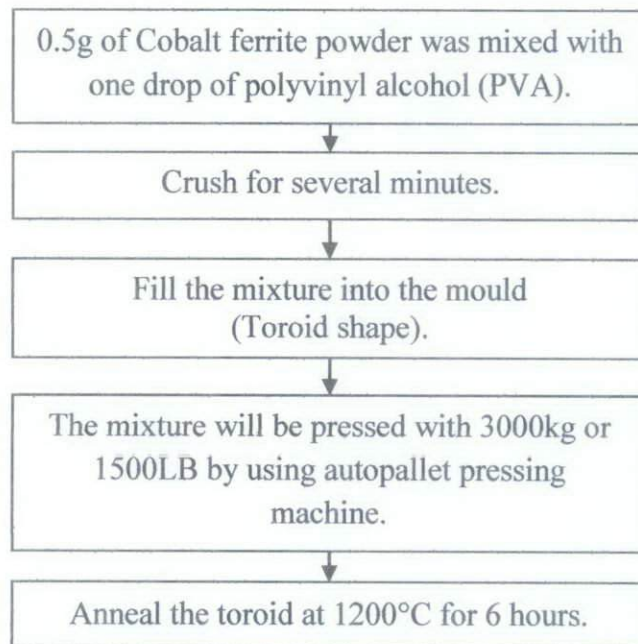 0.5g of Cobalt ferrite powder was mixed with
one drop of polyvinyl alcohol (PVA).
Crush for several minutes.
Fill the mixture into the mould
(Toroid shape).
The mixture will be pressed with 3000kg or
1500LB by using autopallet pressing
machine.
Anneal the toroid at 1200°C for 6 hours.